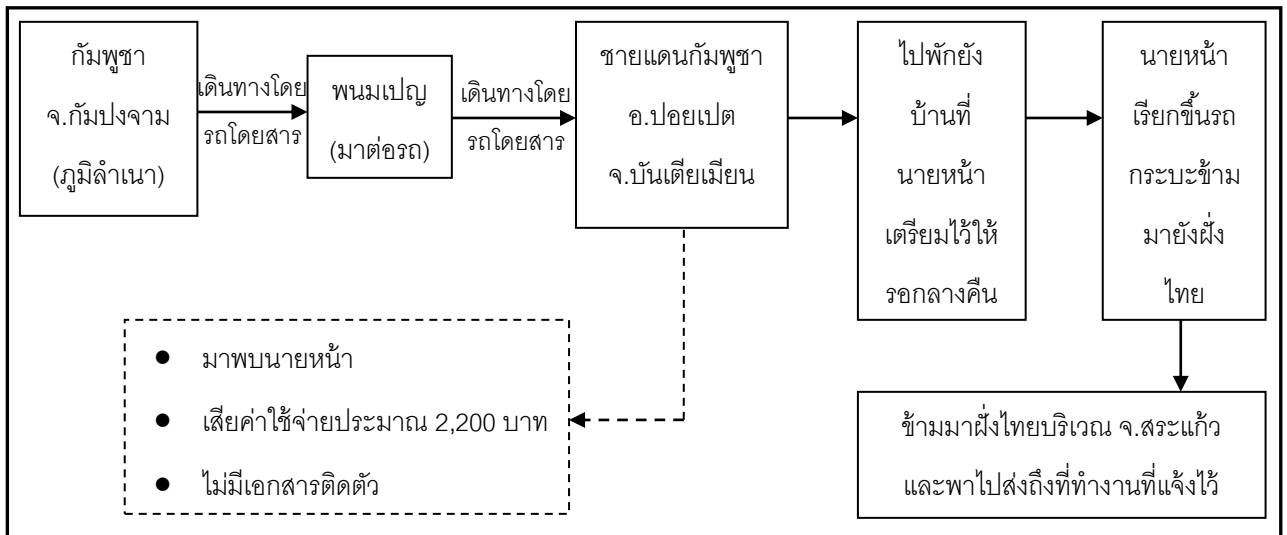 กัมพูชา
จ.กัมปงจาม
(ภูมิลำเนา)
เดินทางโดย
รถโดยสาร
พนมเปญ
(มาต่อรถ)
เดินทางโดย
รถโดยสาร
ชายแดนกัมพูชา
อ.ปอยเปต
จ.บันเตียเมียน
ไปพักยัง
บ้านที่
นายหน้า
เตรียมไว้ให้
รอกลางคืน
นายหน้า
เรียกขึ้นรถ
กระบะข้าม
มายังฝั่ง
ไทย
● มาพบนายหน้า
● เสียค่าใช้จ่ายประมาณ 2,200 บาท
● ไม่มีเอกสารติดตัว
ข้ามมาฝั่งไทยบริเวณ จ.สระแก้ว
และพาไปส่งถึงที่ทำงานที่แจ้งไว้